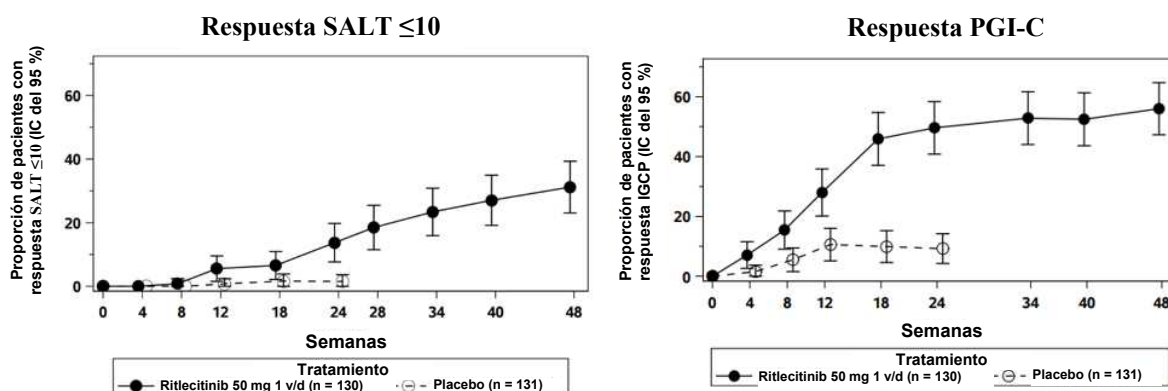 Respuesta SALT ≤10
Proporción de pacientes con
respuesta SALT ≤10 (IC del 95 %)
60
40
20
0
0 4 8 12 18 24 28 34 40 48
Semanas
Tratamiento
Ritlecitinib 50 mg 1 v/d (n = 130) Placebo (n = 131)
Respuesta PGI-C
Proporción de pacientes con
respuesta IGCP (IC del 95 %)
60
40
20
0
0 4 8 12 18 24 34 40 48
Semanas
Tratamiento
Ritlecitinib 50 mg 1 v/d (n = 130) Placebo (n = 131)